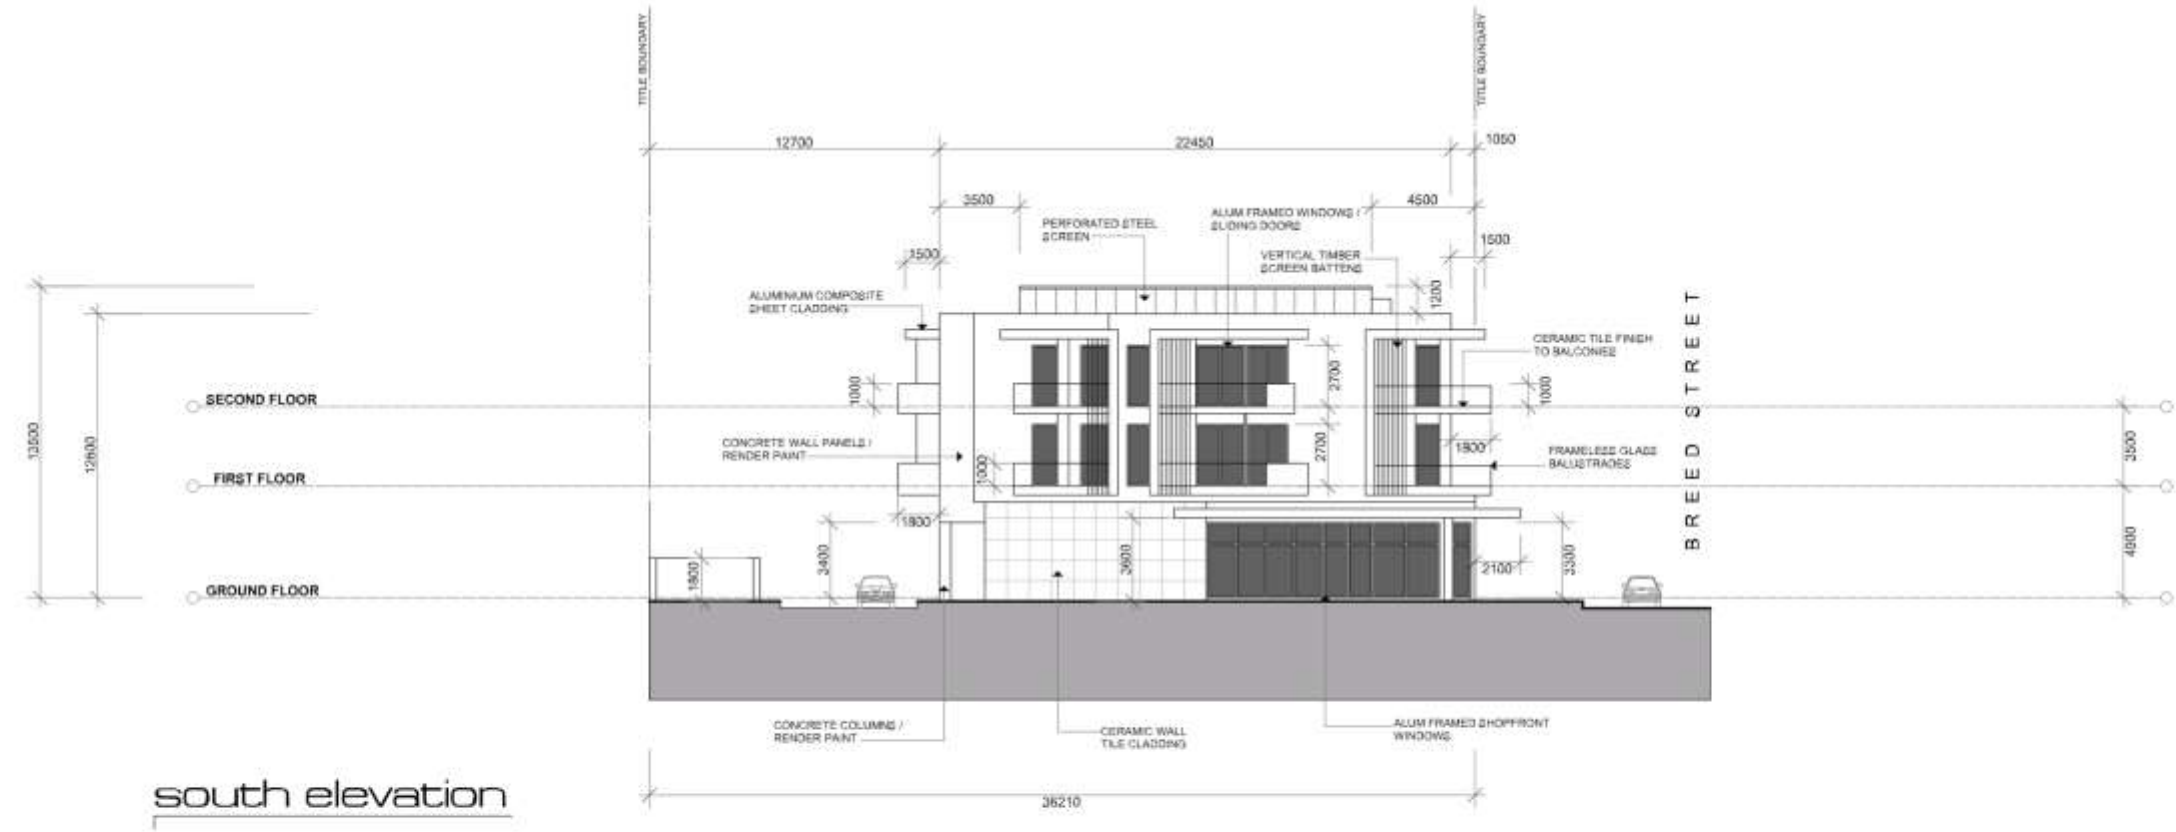 TITLE BOUNDARY
TITLE BOUNDARY
12700
22450
1050
3500
4500
PERFORATED STEEL
SCREEN
ALUM FRAMED WINDOWS /
SLIDING DOORS
1500
1500
VERTICAL TIMBER
SCREEN BATTENS
ALUMINIUM COMPOSITE
SHEET CLADDING
1200
CERAMIC TILE FINISH
TO BALCONIES
BREED STREET
1000
2700
1000
SECOND FLOOR
13500
12600
CONCRETE WALL PANELS /
RENDER PAINT
2700
1800
FRAMELESS GLASS
BALUSTRADES
3500
1000
FIRST FLOOR
1800
3400
3600
2100
3300
1800
GROUND FLOOR
CONCRETE COLUMNS /
RENDER PAINT
CERAMIC WALL
TILE CLADDING
ALUM FRAMED SHOPFRONT
WINDOWS
south elevation
36210